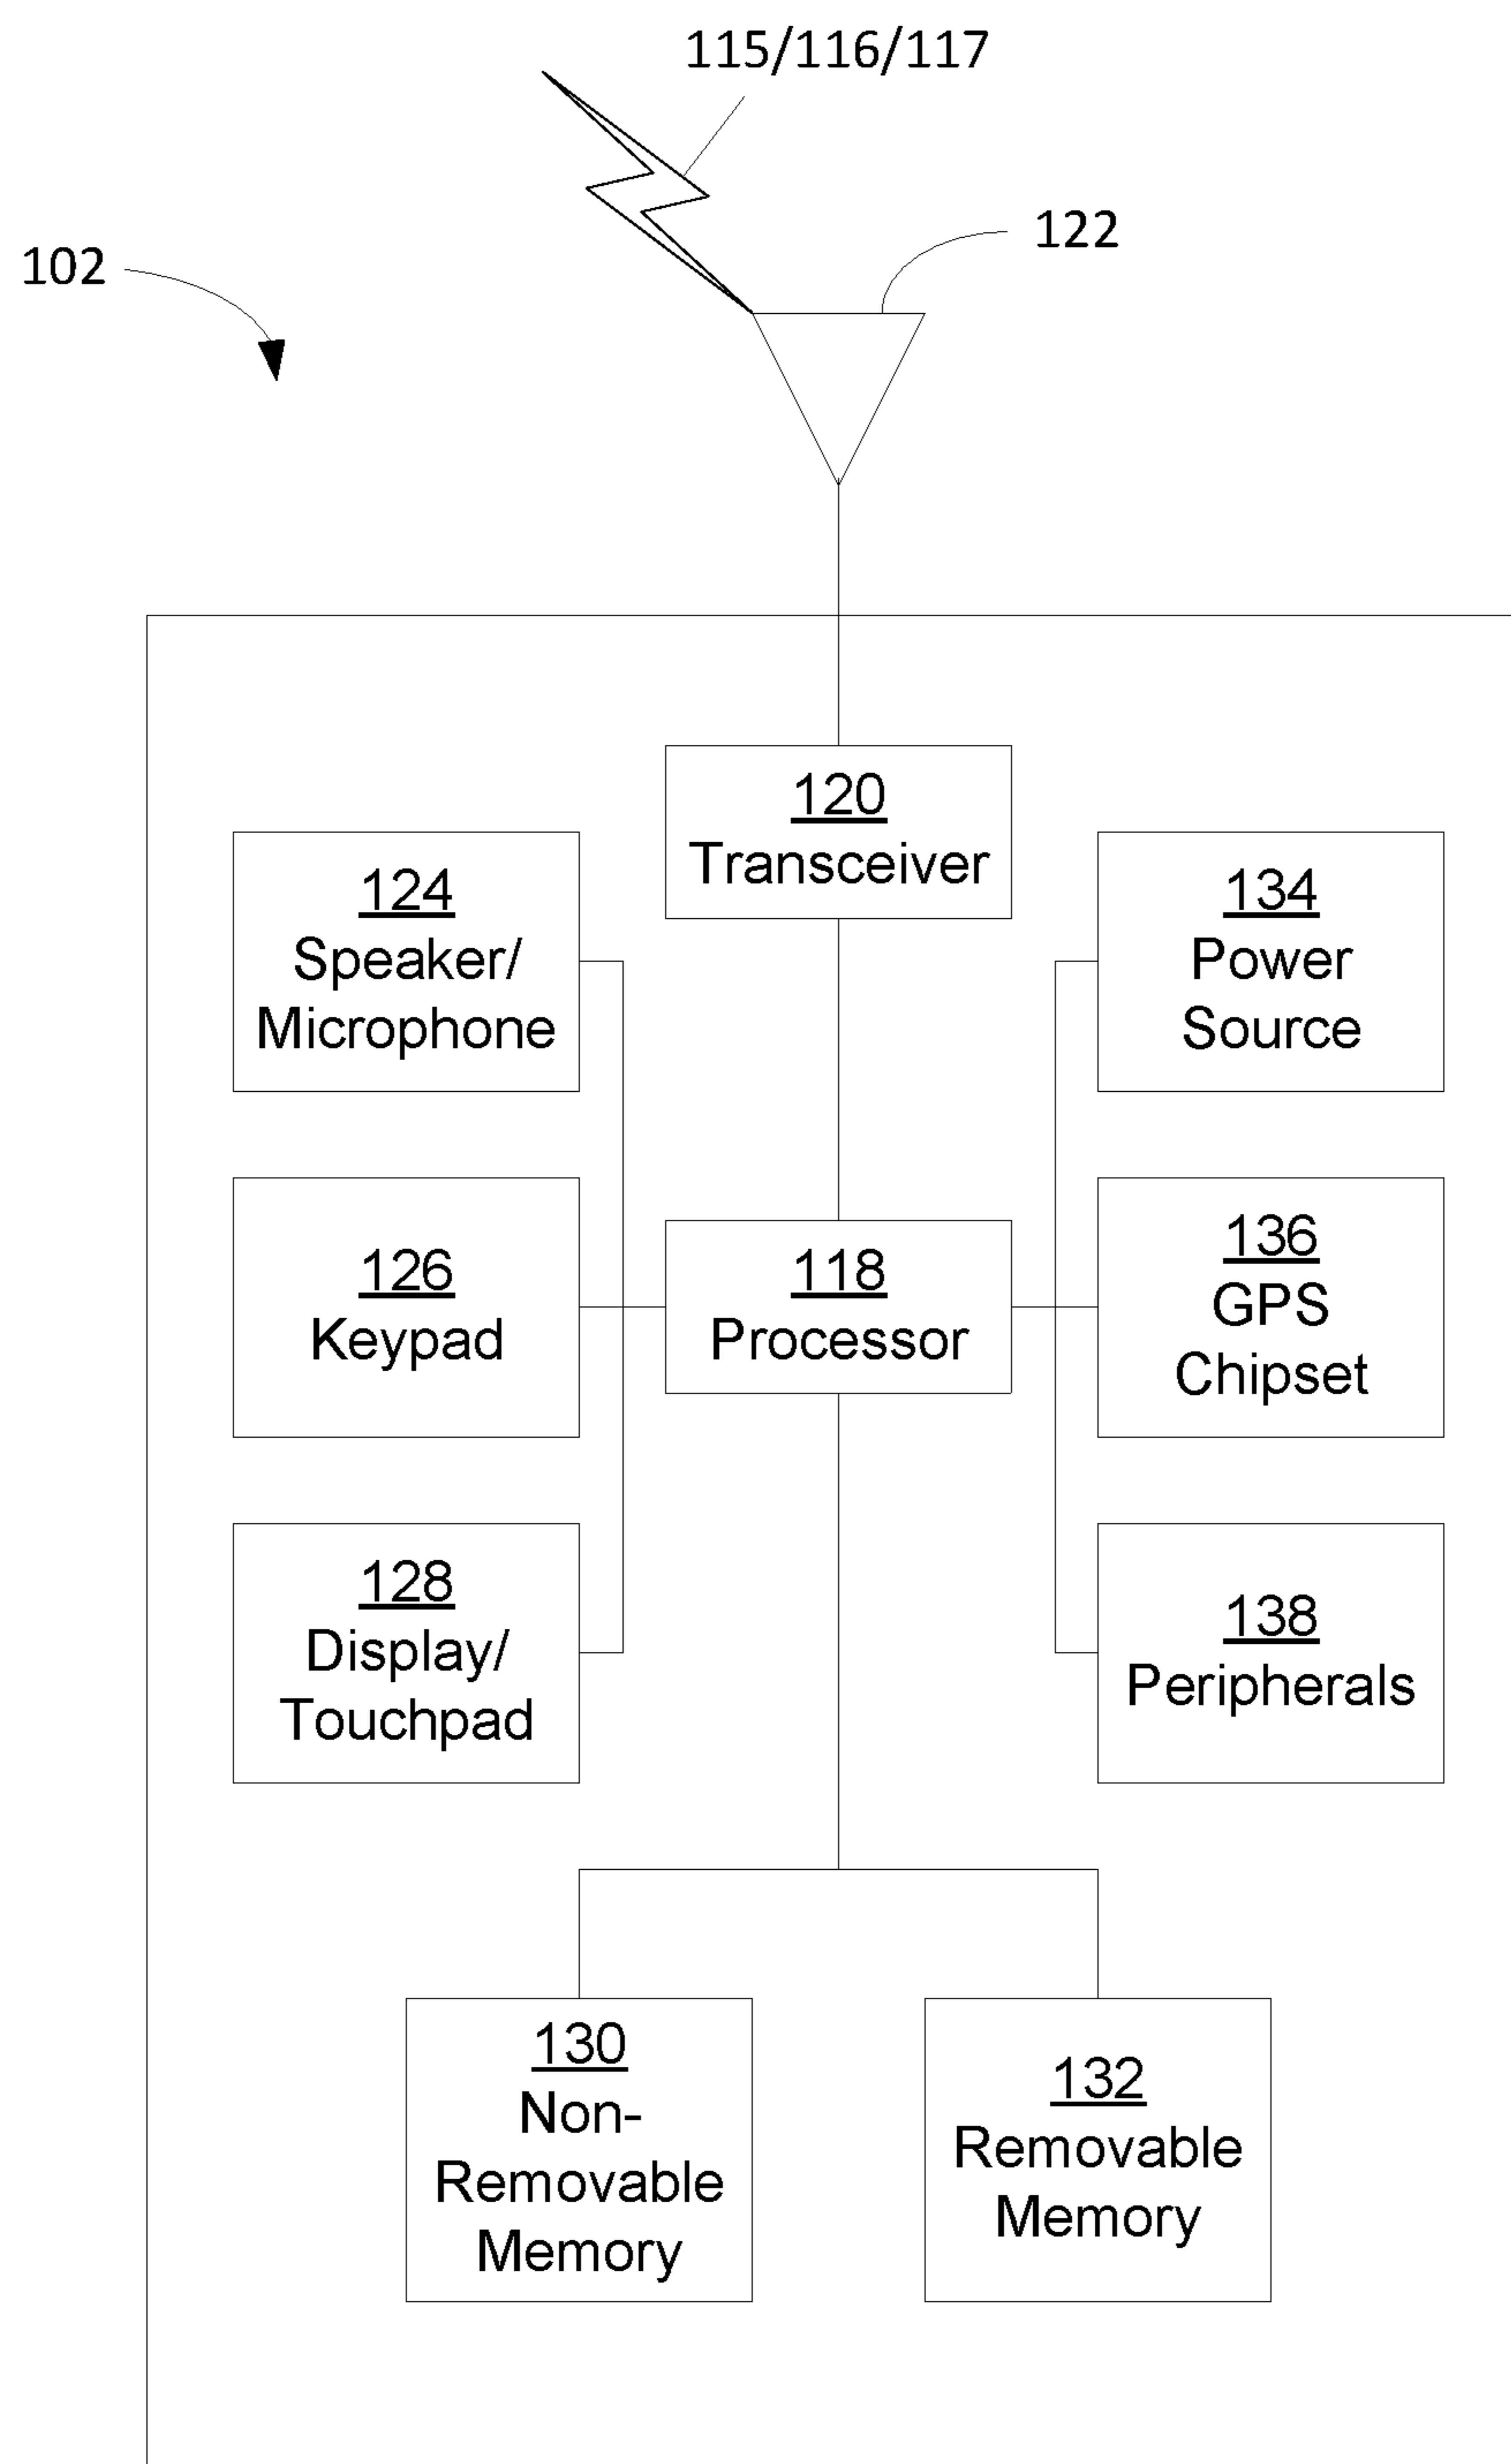 115/116/117
122
102
120
Transceiver
124
Speaker/
Microphone
134
Power
Source
126
Keypad
118
Processor
136
GPS
Chipset
128
Display/
Touchpad
138
Peripherals
130
Non-
Removable
Memory
132
Removable
Memory